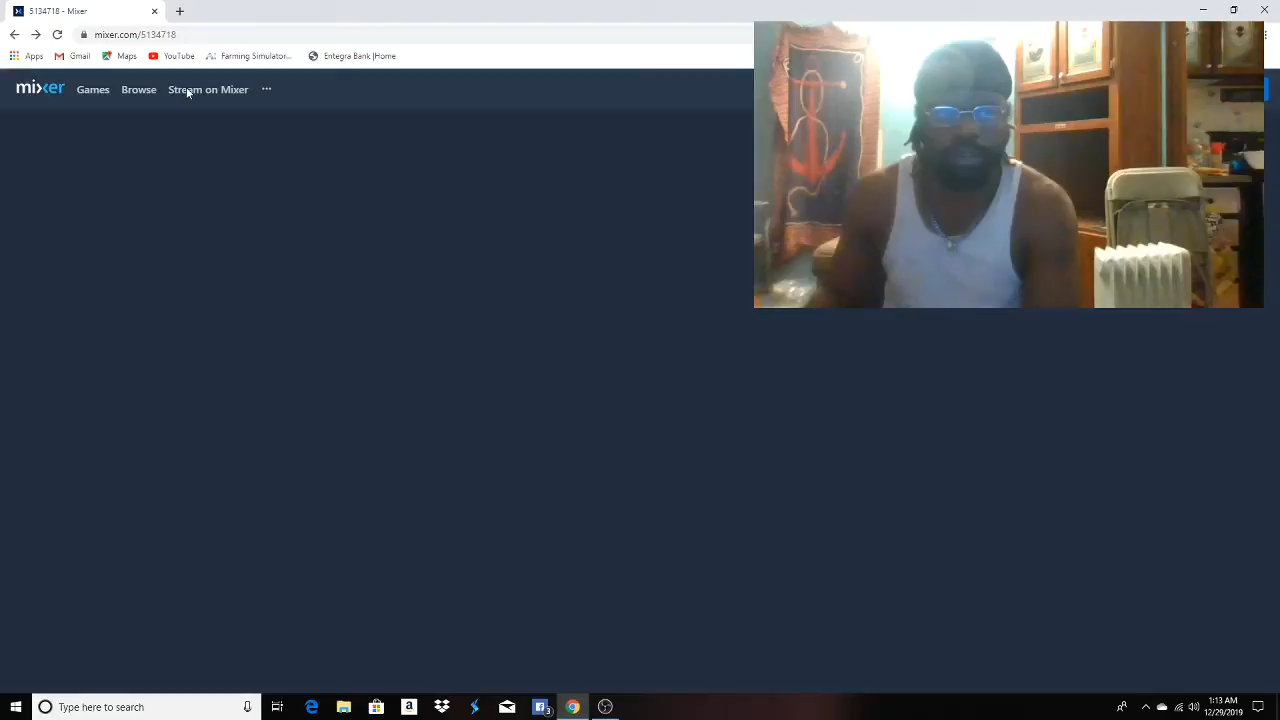 5134718 - Mixer
mixer.com/5134718
Apps Gmail Maps YouTube Farming Simulator... Entegra Bank |Home
mixer Games Browse Stream on Mixer ...
Type here to search
3
1:13 AM
12/29/2019